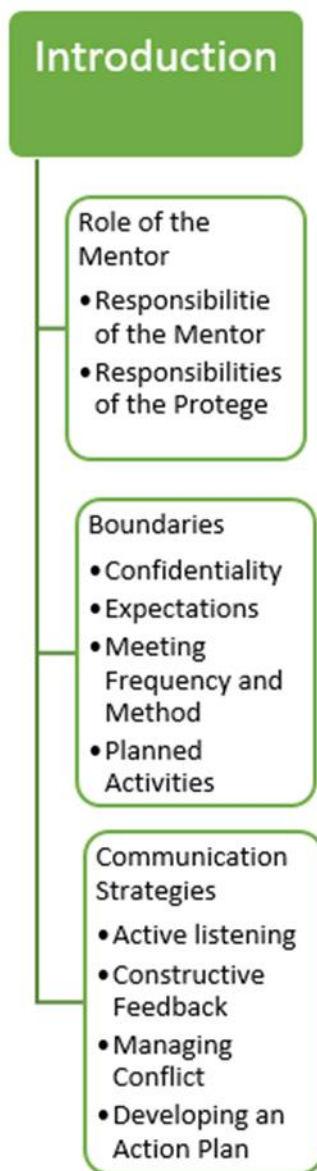 Introduction
Role of the
Mentor
•Responsibilitie
of the Mentor
•Responsibilities
of the Protege
Boundaries
•Confidentiality
•Expectations
•Meeting
Frequency and
Method
•Planned
Activities
Communication
Strategies
•Active listening
•Constructive
Feedback
•Managing
Conflict
•Developing an
Action Plan